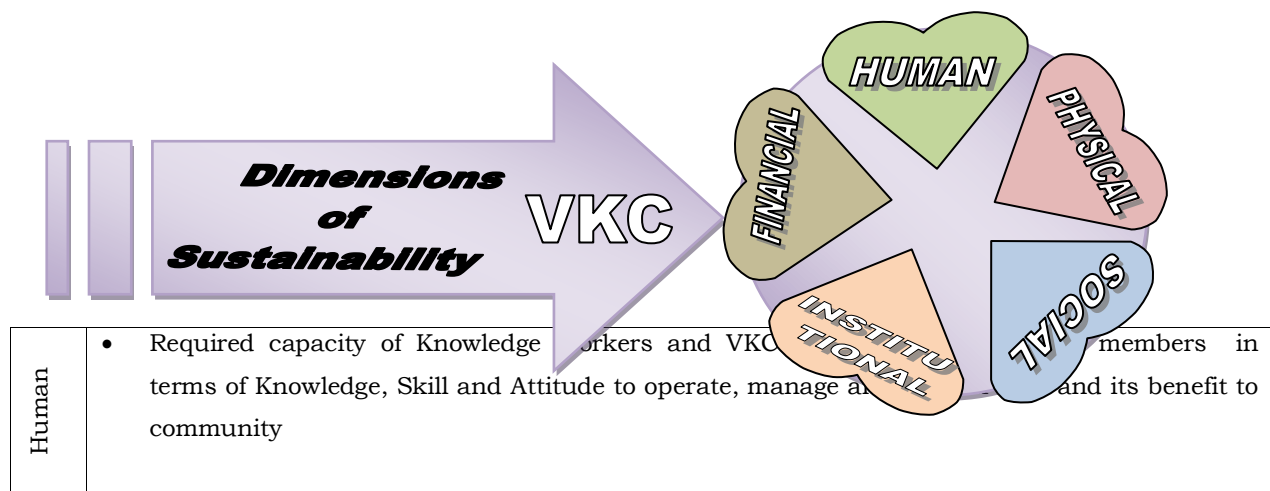 HUMAN
PHYSICAL
FINANCIAL
Dimensions
of
Sustainability
VKC
SOCIAL
INSTITU
TIONAL
Human
• Required capacity of Knowledge and VKC members in
terms of Knowledge, Skill and Attitude to operate, manage and its benefit to
community